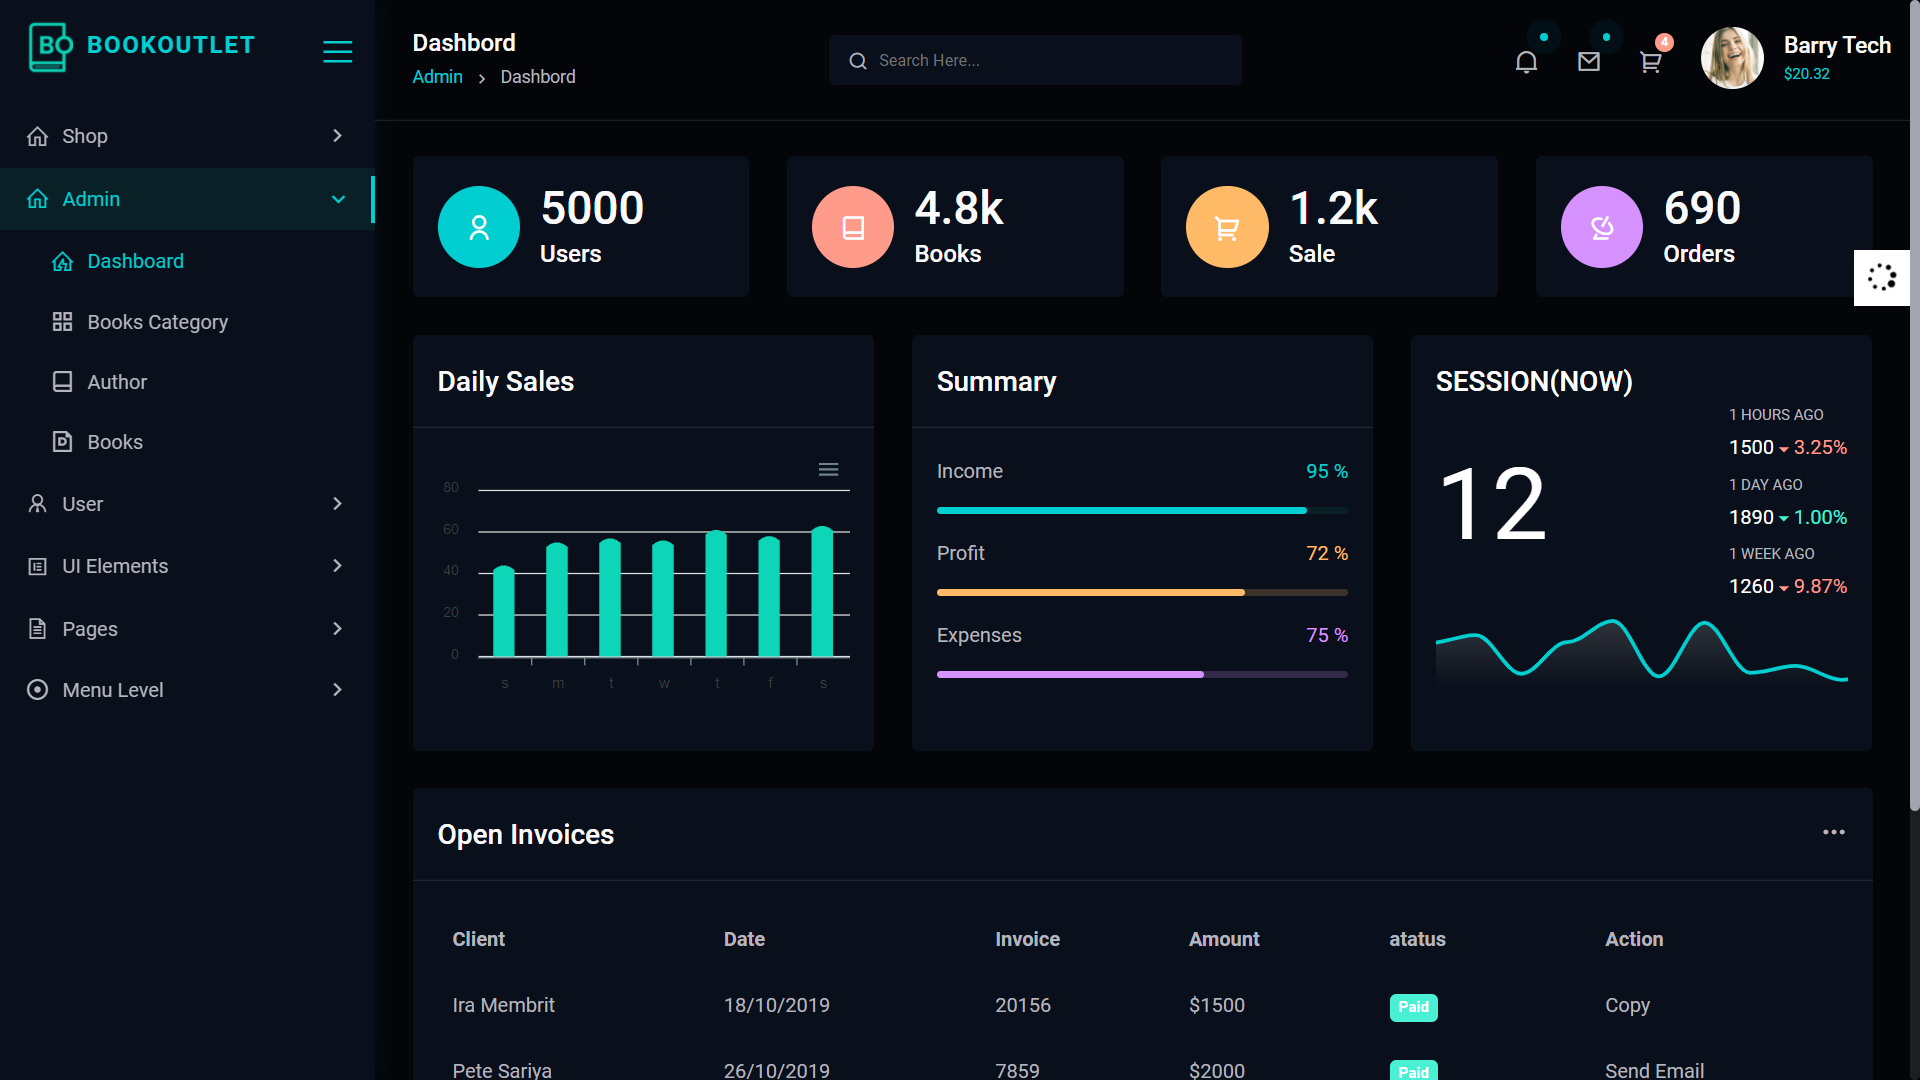 BO BOOKOUTLET
Shop
Admin
Dashboard
Books Category
Author
Books
User
UI Elements
Pages
Menu Level
Dashbord
Admin > Dashbord
Search Here...
4
Barry Tech
$20.32
5000
Users
4.8k
Books
1.2k
Sale
690
Orders
Daily Sales
80
60
40
20
0
s m t w t f s
Summary
Income 95 %
Profit 72 %
Expenses 75 %
SESSION(NOW)
12
1 HOURS AGO
1500 3.25%
1 DAY AGO
1890 1.00%
1 WEEK AGO
1260 9.87%
Open Invoices
Client Date Invoice Amount atatus Action
Ira Membrit 18/10/2019 20156 $1500 Paid Copy
Pete Sariya 26/10/2019 7859 $2000 Paid Send Email